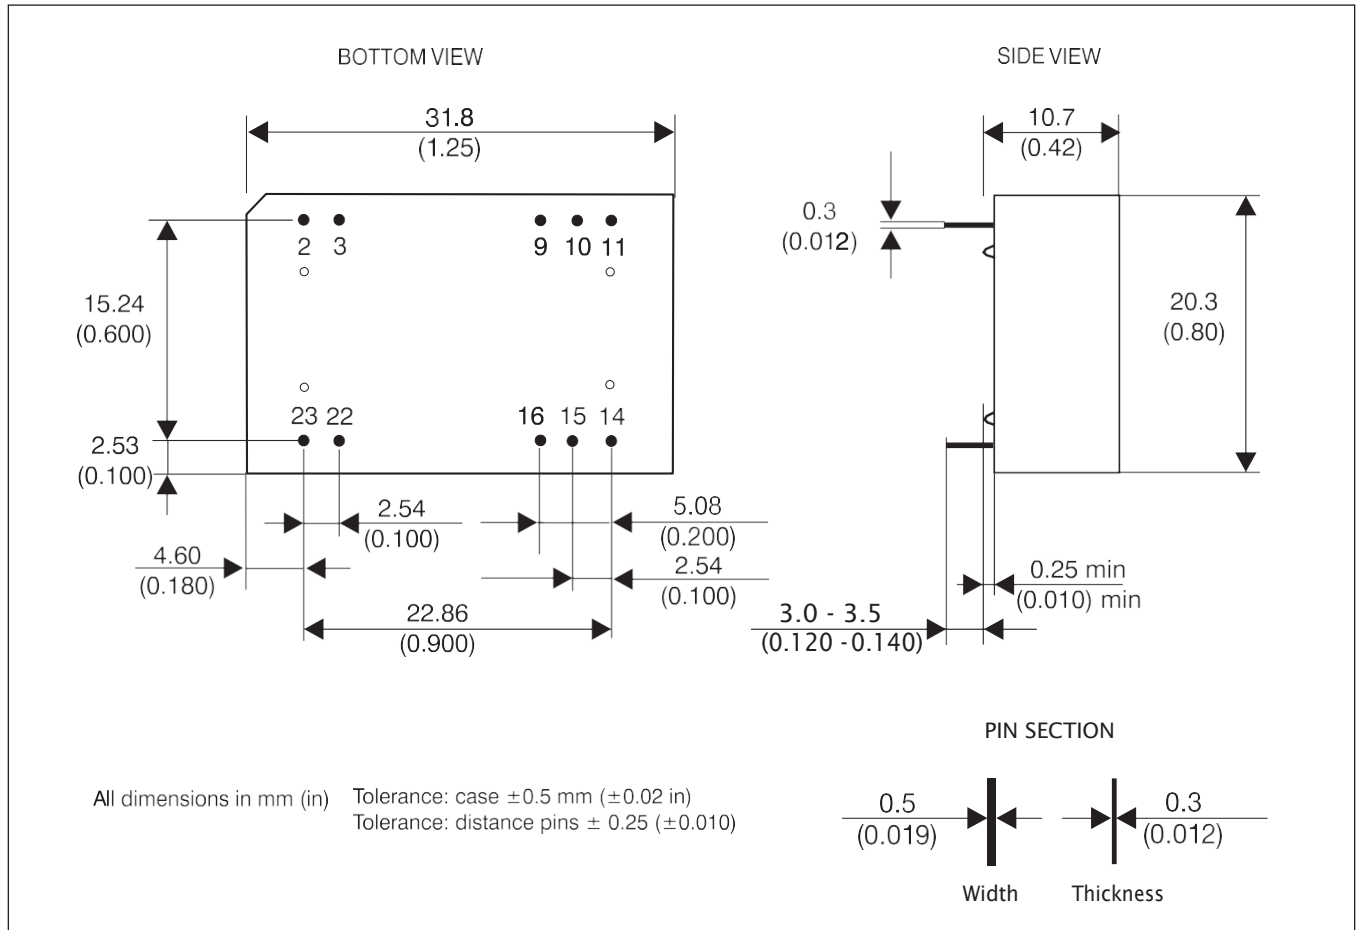 BOTTOM VIEW
SIDE VIEW
31.8
(1.25)
10.7
(0.42)
0.3
(0.012)
2 3 9 10 11
15.24
(0.600)
20.3
(0.80)
23 22 16 15 14
2.53
(0.100)
2.54
(0.100)
5.08
(0.200)
4.60
(0.180)
2.54
(0.100)
0.25 min
(0.010) min
22.86
(0.900)
3.0 - 3.5
(0.120 -0.140)
PIN SECTION
All dimensions in mm (in)
Tolerance: case ±0.5 mm (±0.02 in)
Tolerance: distance pins ± 0.25 (±0.010)
0.5
(0.019)
0.3
(0.012)
Width
Thickness